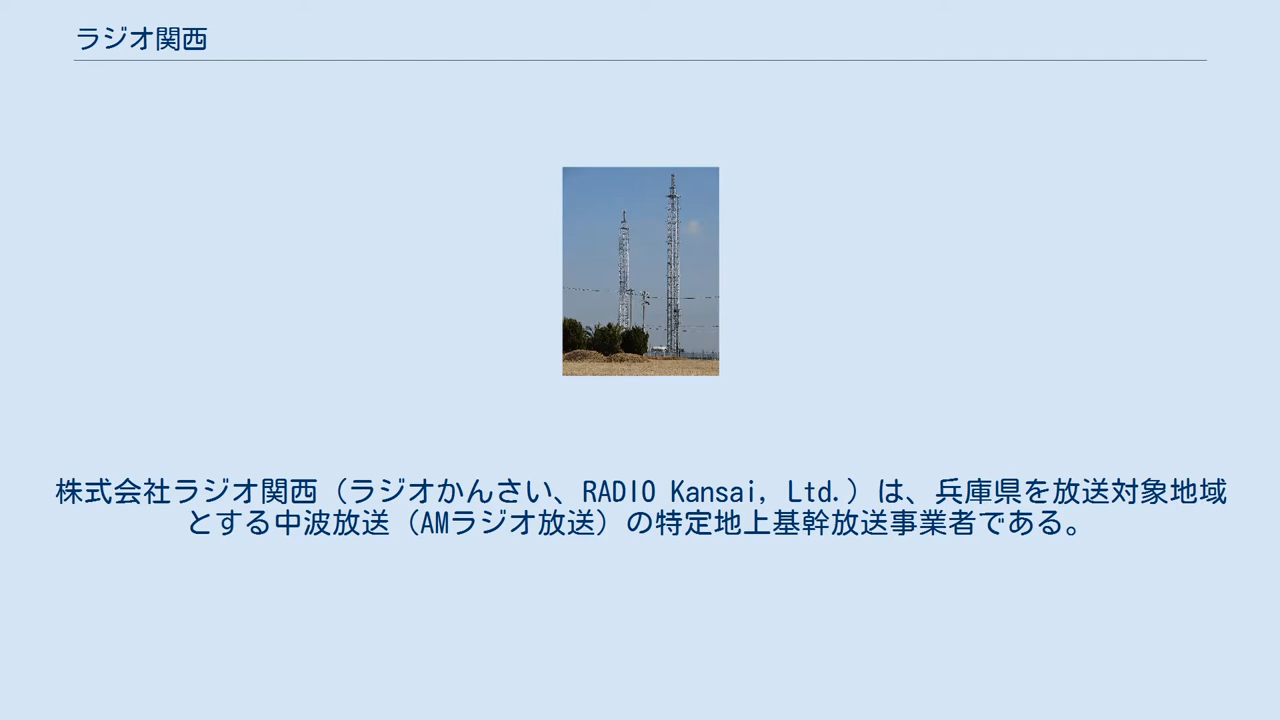 ラジオ関西
株式会社ラジオ関西（ラジオかんさい、RADIO Kansai, Ltd.）は、兵庫県を放送対象地域
とする中波放送（AMラジオ放送）の特定地上基幹放送事業者である。